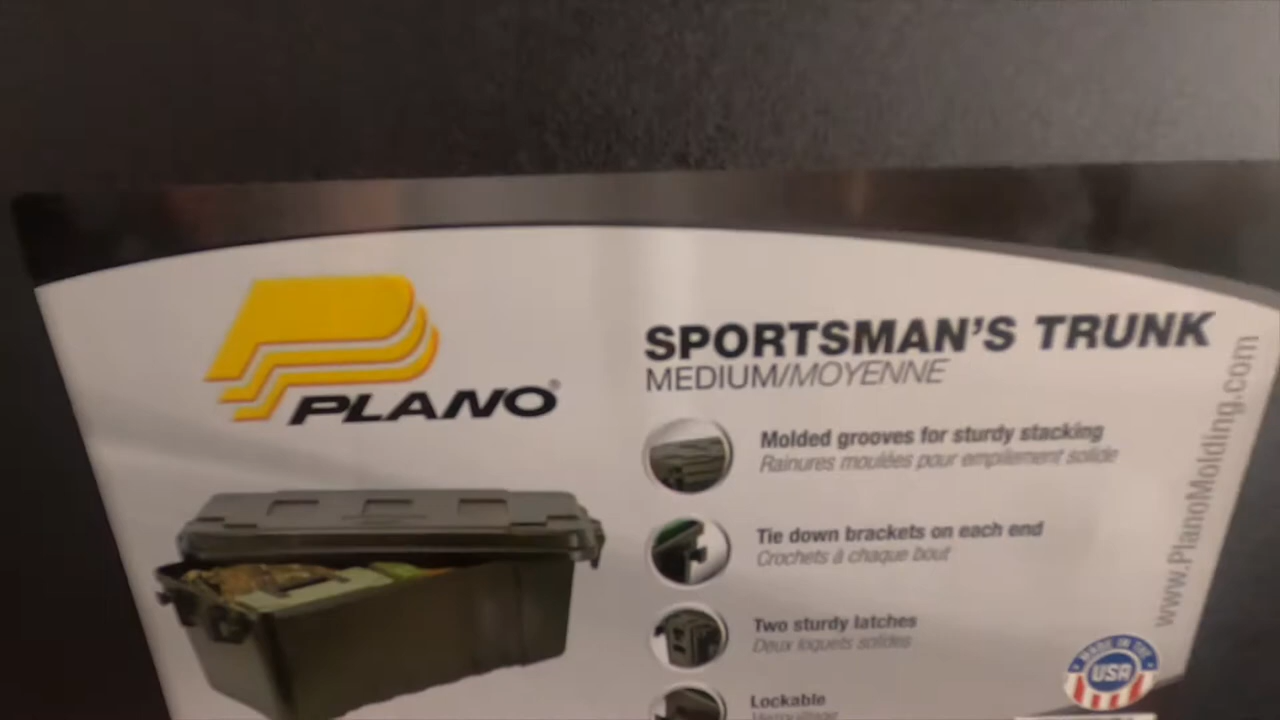 PLANO®
SPORTSMAN'S TRUNK
MEDIUM/MOYENNE
Molded grooves for sturdy stacking
Rainures moulées pour empilement solide
Tie down brackets on each end
Crochets à chaque bout
Two sturdy latches
Deux loquets solides
Lockable
www.PlanoMolding.com
MADE IN THE
USA